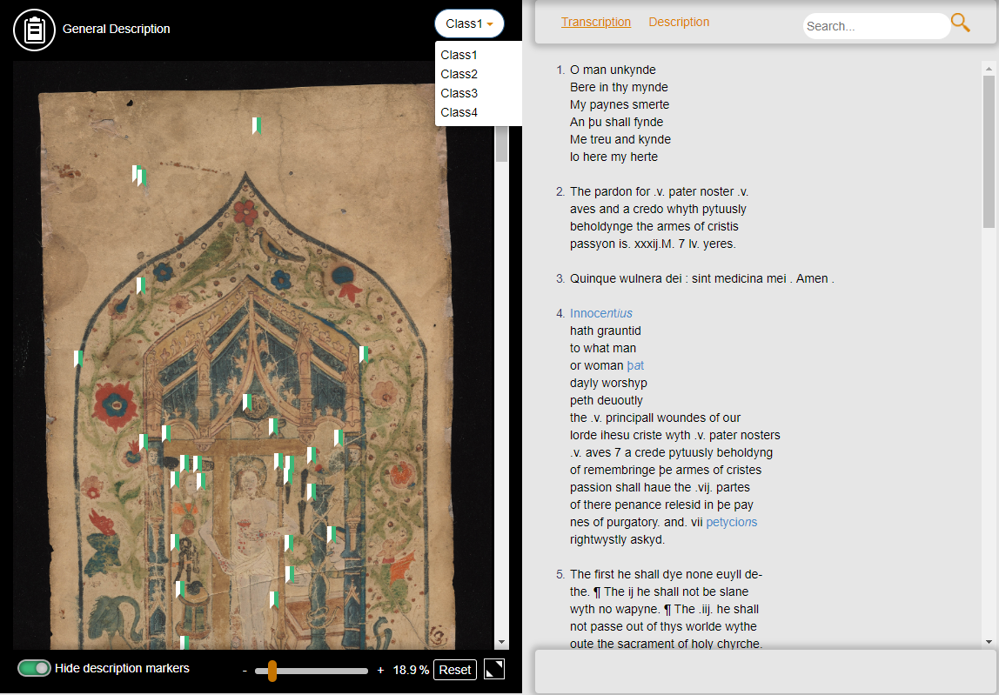 General Description
Class1
Class1
Class2
Class3
Class4
Hide description markers
- + 18.9 % Reset
Transcription Description Search...
1. O man unkynde
Bere in thy mynde
My paynes smerte
An þu shall fynde
Me treu and kynde
lo here my herte
2. The pardon for .v. pater noster .v.
aves and a credo whyth pytuusly
beholdynge the armes of cristis
passyon is. xxxij.M. 7 lv. yeres.
3. Quinque wulnera dei : sint medicina mei . Amen .
4. Innocentius
hath grauntid
to what man
or woman þat
dayly worshyp
peth deuoutly
the .v. principall woundes of our
lorde ihesu criste wyth .v. pater nosters
.v. aves 7 a crede pytuusly beholdyng
of remembringe þe armes of cristes
passion shall haue the .vij. partes
of there penance relesid in þe pay
nes of purgatory. and. vii petycions
rightwystly askyd.
5. The first he shall dye none euyll de-
the. ¶ The ij he shall not be slane
wyth no wapyne. ¶ The .iij. he shall
not passe out of thys worlde wythe
oute the sacrament of holy chyrche.